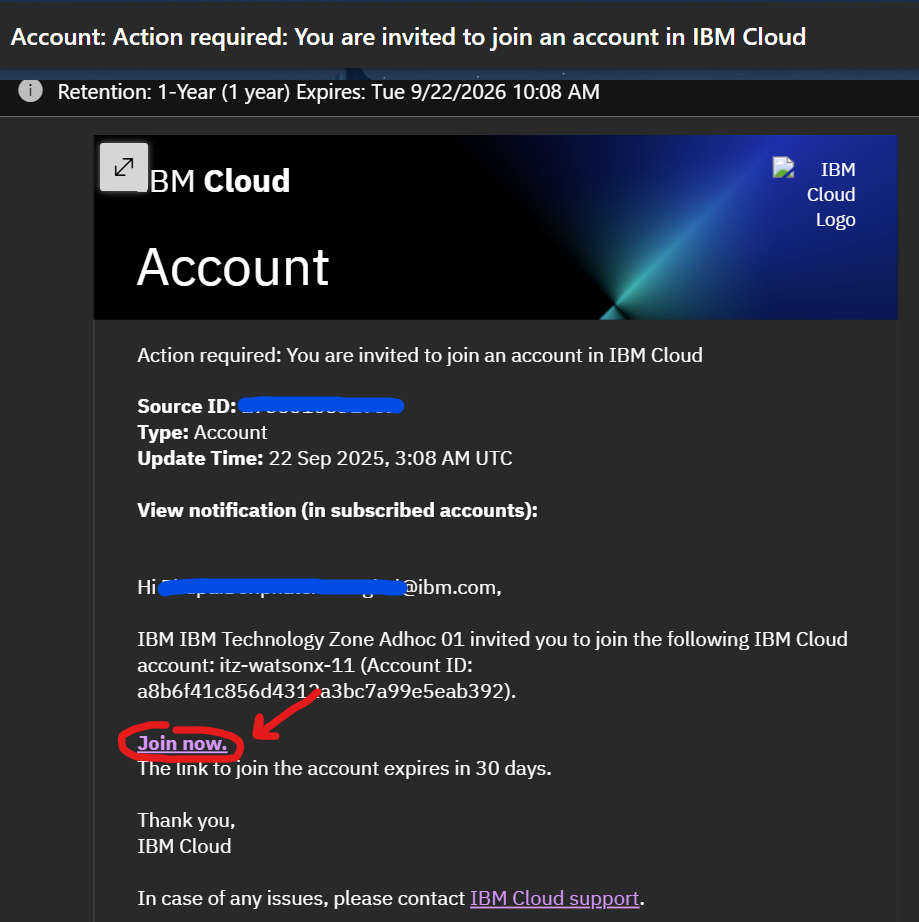 Account: Action required: You are invited to join an account in IBM Cloud
Retention: 1-Year (1 year) Expires: Tue 9/22/2026 10:08 AM
IBM Cloud
IBM
Cloud
Logo
Account
Action required: You are invited to join an account in IBM Cloud
Source ID:
Type: Account
Update Time: 22 Sep 2025, 3:08 AM UTC
View notification (in subscribed accounts):
Hi @ibm.com,
IBM IBM Technology Zone Adhoc 01 invited you to join the following IBM Cloud
account: itz-watsonx-11 (Account ID:
a8b6f41c856d4312a3bc7a99e5eab392).
Join now.
The link to join the account expires in 30 days.
Thank you,
IBM Cloud
In case of any issues, please contact IBM Cloud support.